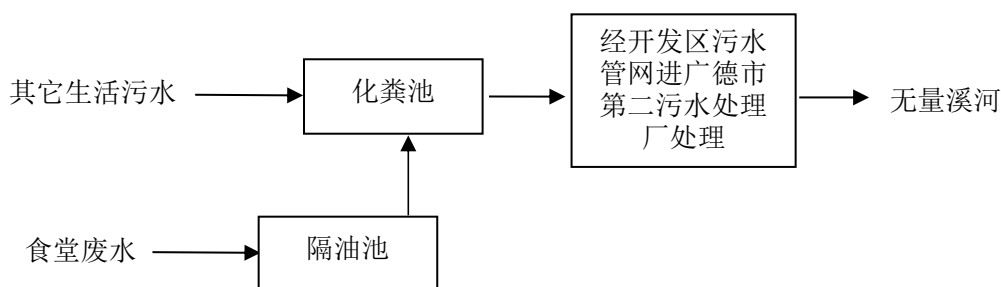 其它生活污水
化粪池
经开发区污水
管网进广德市
第二污水处理
厂处理
无量溪河
食堂废水
隔油池